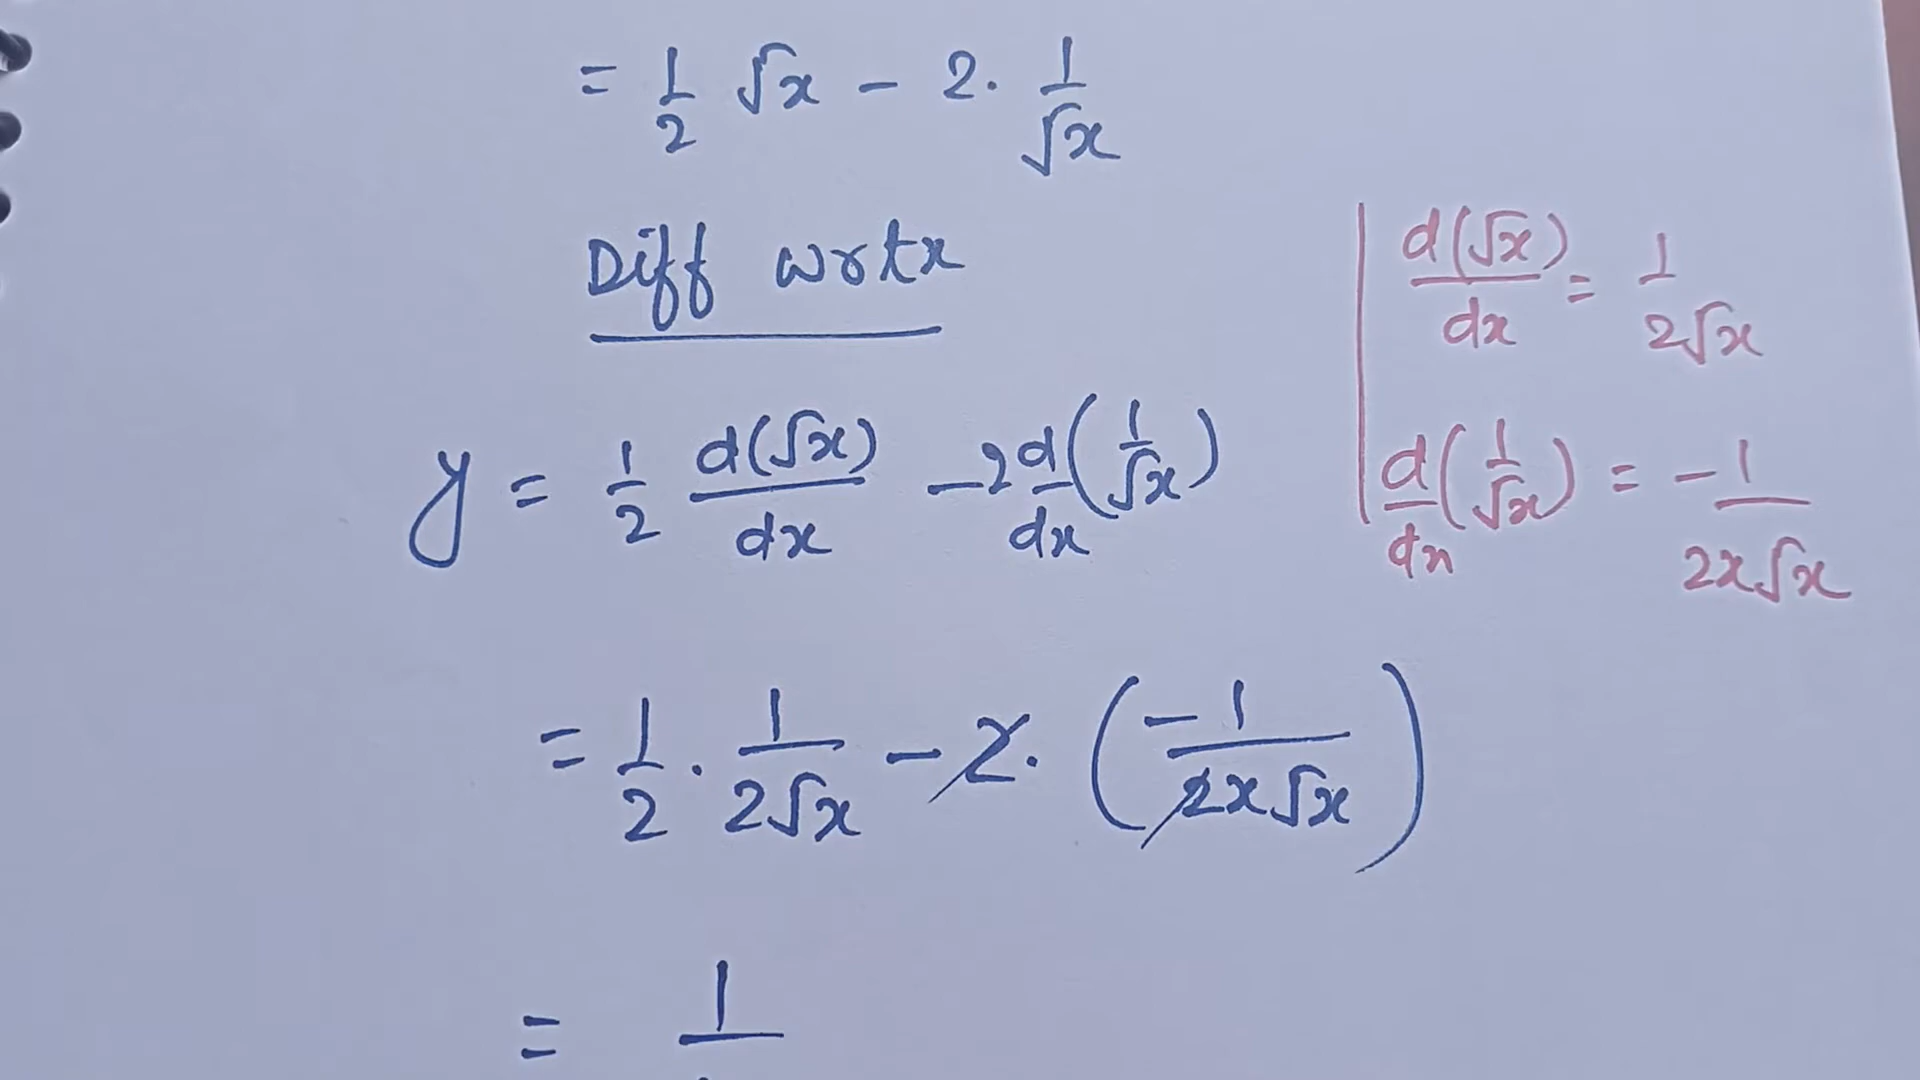 = 1/2 √x - 2. 1/√x
Diff wrtx
d(√x)/dx = 1/2√x
y = 1/2 d(√x)/dx -2 d/dx (1/√x)
d/dx (1/√x) = -1/2x√x
= 1/2 . 1/2√x - 2. (-1/2x√x)
= 1